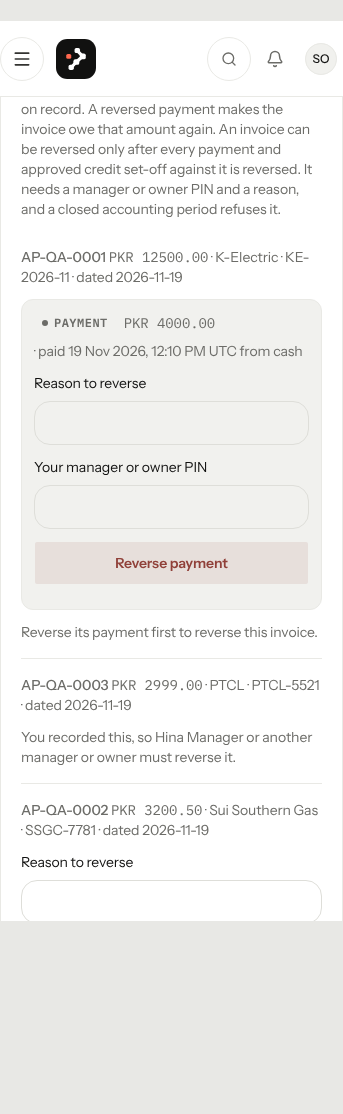 SO
on record. A reversed payment makes the
invoice owe that amount again. An invoice can
be reversed only after every payment and
approved credit set-off against it is reversed. It
needs a manager or owner PIN and a reason,
and a closed accounting period refuses it.
AP-QA-0001 PKR 12500.00 · K-Electric · KE-
2026-11 · dated 2026-11-19
PAYMENT PKR 4000.00
· paid 19 Nov 2026, 12:10 PM UTC from cash
Reason to reverse
Your manager or owner PIN
Reverse payment
Reverse its payment first to reverse this invoice.
AP-QA-0003 PKR 2999.00 · PTCL · PTCL-5521
· dated 2026-11-19
You recorded this, so Hina Manager or another
manager or owner must reverse it.
AP-QA-0002 PKR 3200.50 · Sui Southern Gas
· SSGC-7781 · dated 2026-11-19
Reason to reverse